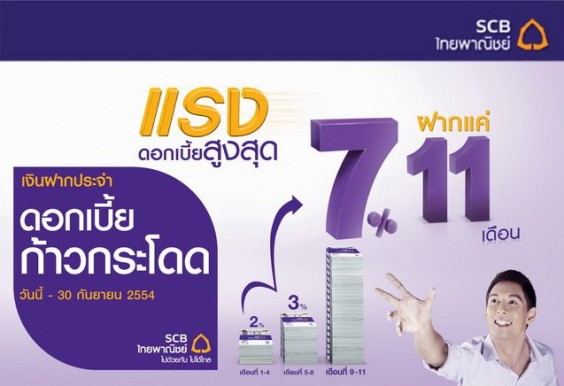 SCB
ไทยพาณิชย์
แรง
ดอกเบี้ยสูงสุด
7%
ฝากแค่
11
เดือน
เงินฝากประจำ
ดอกเบี้ย
ก้าวกระโดด
วันนี้ - 30 กันยายน 2554
SCB
ไทยพาณิชย์
ไปด้วยกัน ไปได้ไกล
2%
3%
เดือนที่ 1-4
เดือนที่ 5-8
เดือนที่ 9-11